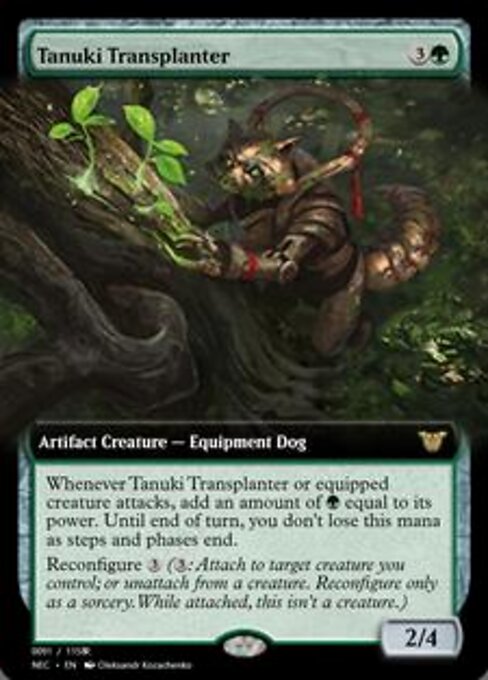 Tanuki Transplanter 3
Artifact Creature — Equipment Dog
Whenever Tanuki Transplanter or equipped
creature attacks, add an amount of equal to its
power. Until end of turn, you don't lose this mana
as steps and phases end.
Reconfigure 3 (3: Attach to target creature you
control; or unattach from a creature. Reconfigure only
as a sorcery. While attached, this isn't a creature.)
2/4
NEC • EN Oleksandr Kozachenko